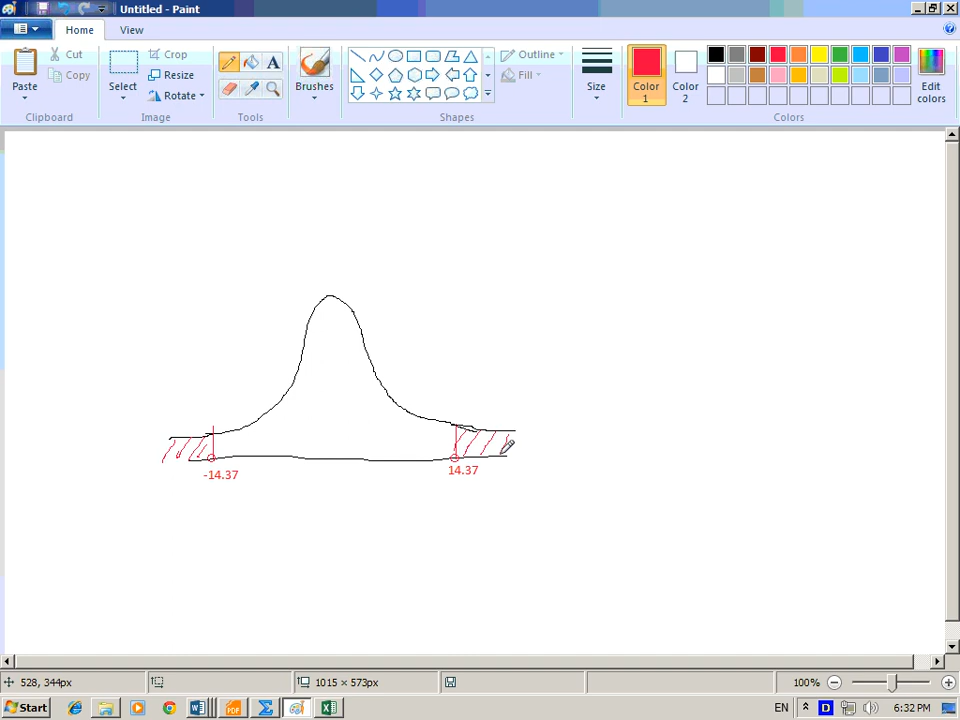 Untitled - Paint
Home
View
Paste
Cut
Copy
Clipboard
Select
Crop
Resize
Rotate
Image
A
Tools
Brushes
Outline
Fill
Shapes
Size
Color 1
Color 2
Edit colors
Colors
-14.37
14.37
528, 344px
1015 × 573px
100%
Start
EN
6:32 PM